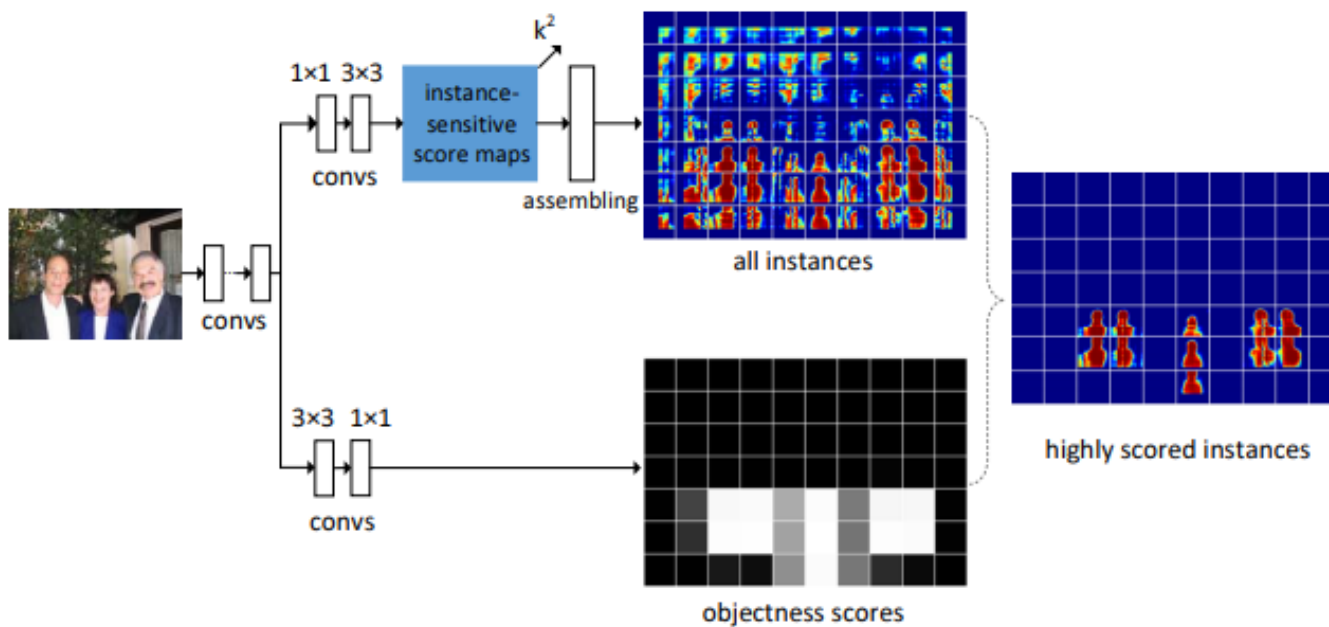 k²
1×1 3×3
instance-
sensitive
score maps
convs
assembling
all instances
convs
3×3 1×1
convs
highly scored instances
objectness scores